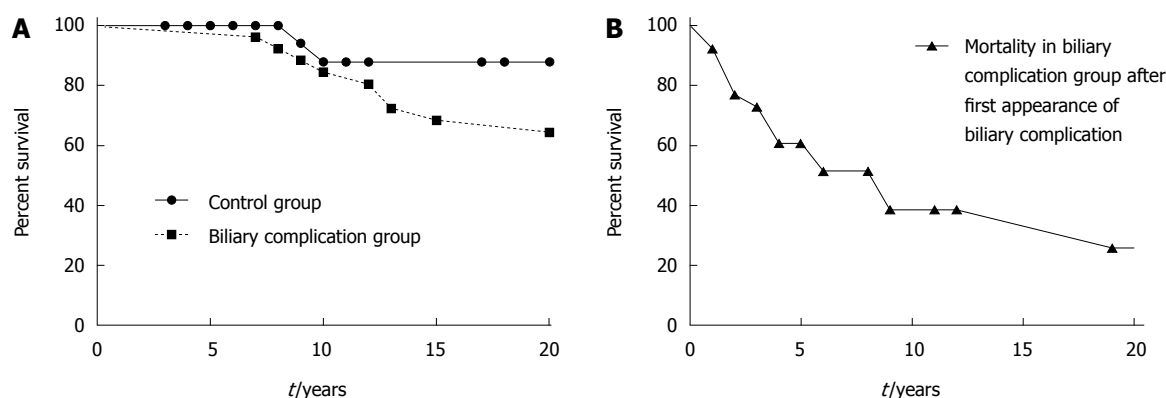 A
100
80
60
40
20
0
Percent survival
Control group
Biliary complication group
0
5
10
15
20
t/years
B
100
80
60
40
20
0
Percent survival
Mortality in biliary
complication group after
first appearance of
biliary complication
0
5
10
15
20
t/years